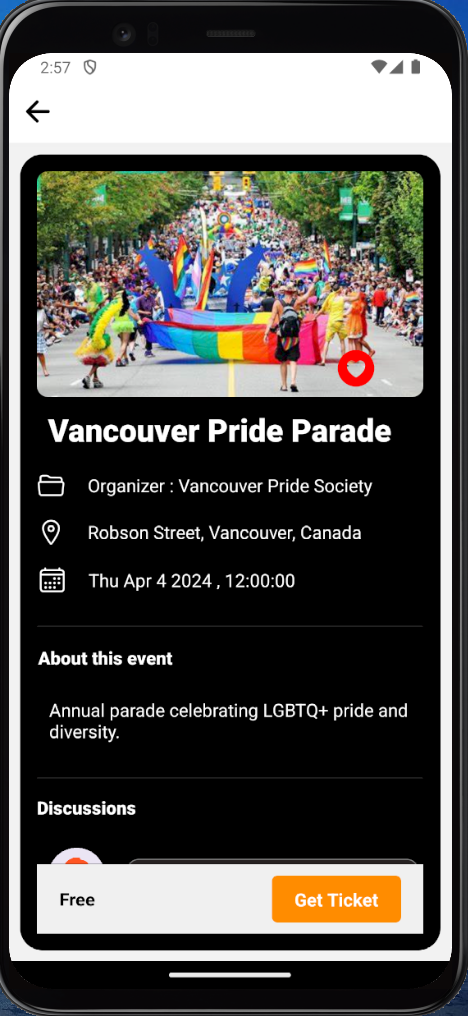 2:57
Vancouver Pride Parade
Organizer : Vancouver Pride Society
Robson Street, Vancouver, Canada
Thu Apr 4 2024 , 12:00:00
About this event
Annual parade celebrating LGBTQ+ pride and
diversity.
Discussions
Free
Get Ticket